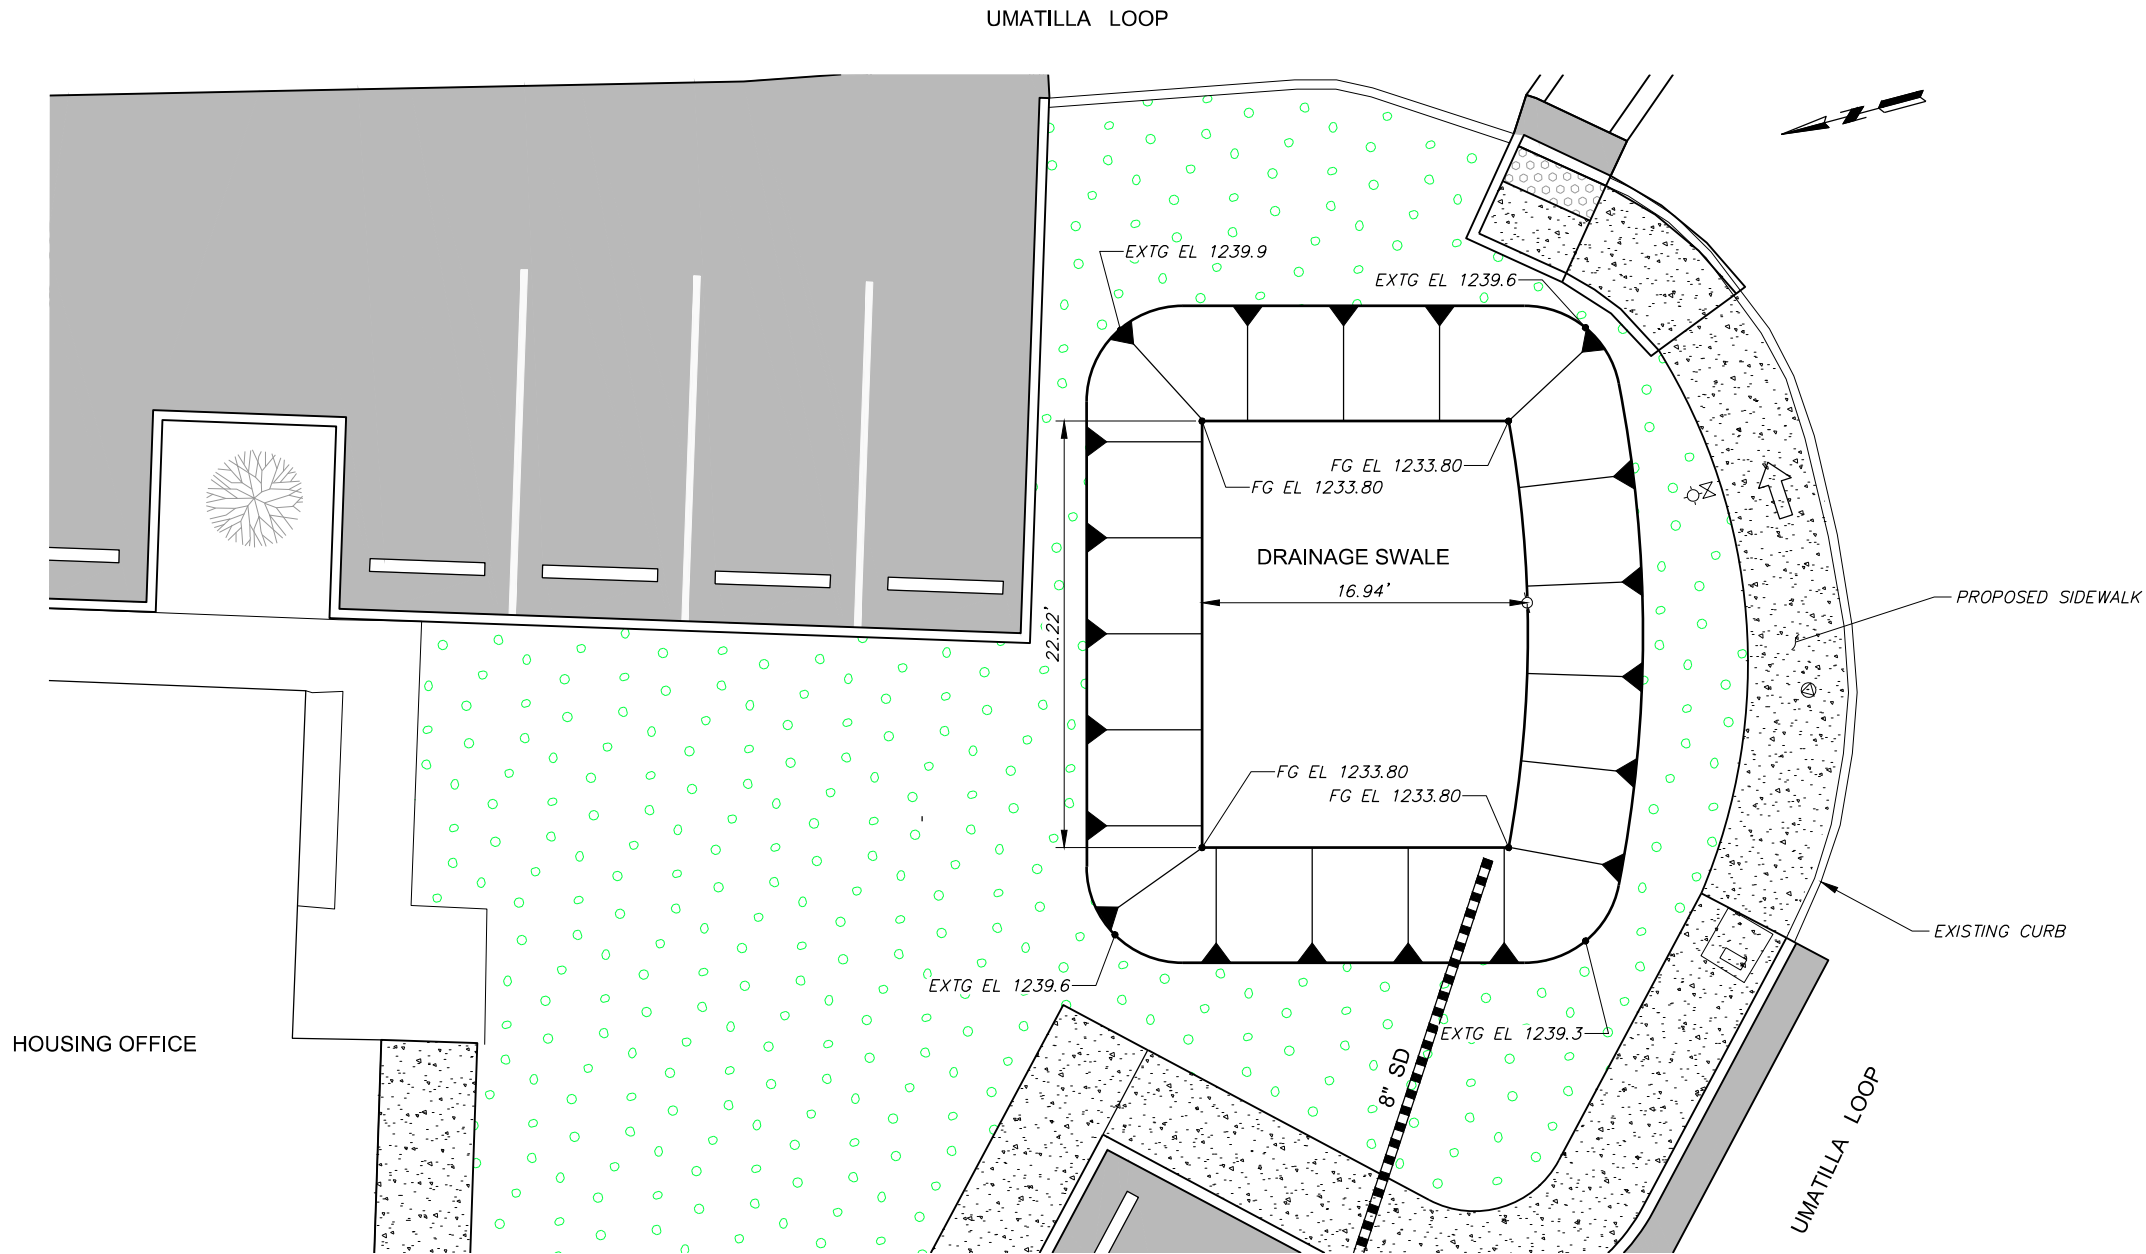 UMATILLA LOOP
EXTG EL 1239.9
EXTG EL 1239.6
FG EL 1233.80
FG EL 1233.80
DRAINAGE SWALE
16.94'
22.22'
PROPOSED SIDEWALK
FG EL 1233.80
FG EL 1233.80
EXISTING CURB
EXTG EL 1239.6
EXTG EL 1239.3
HOUSING OFFICE
8" SD
UMATILLA LOOP